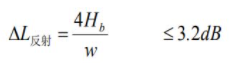 ΔL反射 = 4H_b / w ≤3.2dB